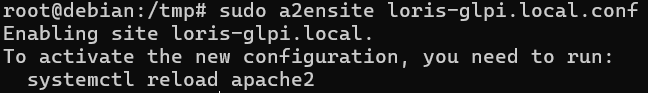 root@debian:/tmp# sudo a2ensite loris-glpi.local.conf
Enabling site loris-glpi.local.
To activate the new configuration, you need to run:
  systemctl reload apache2